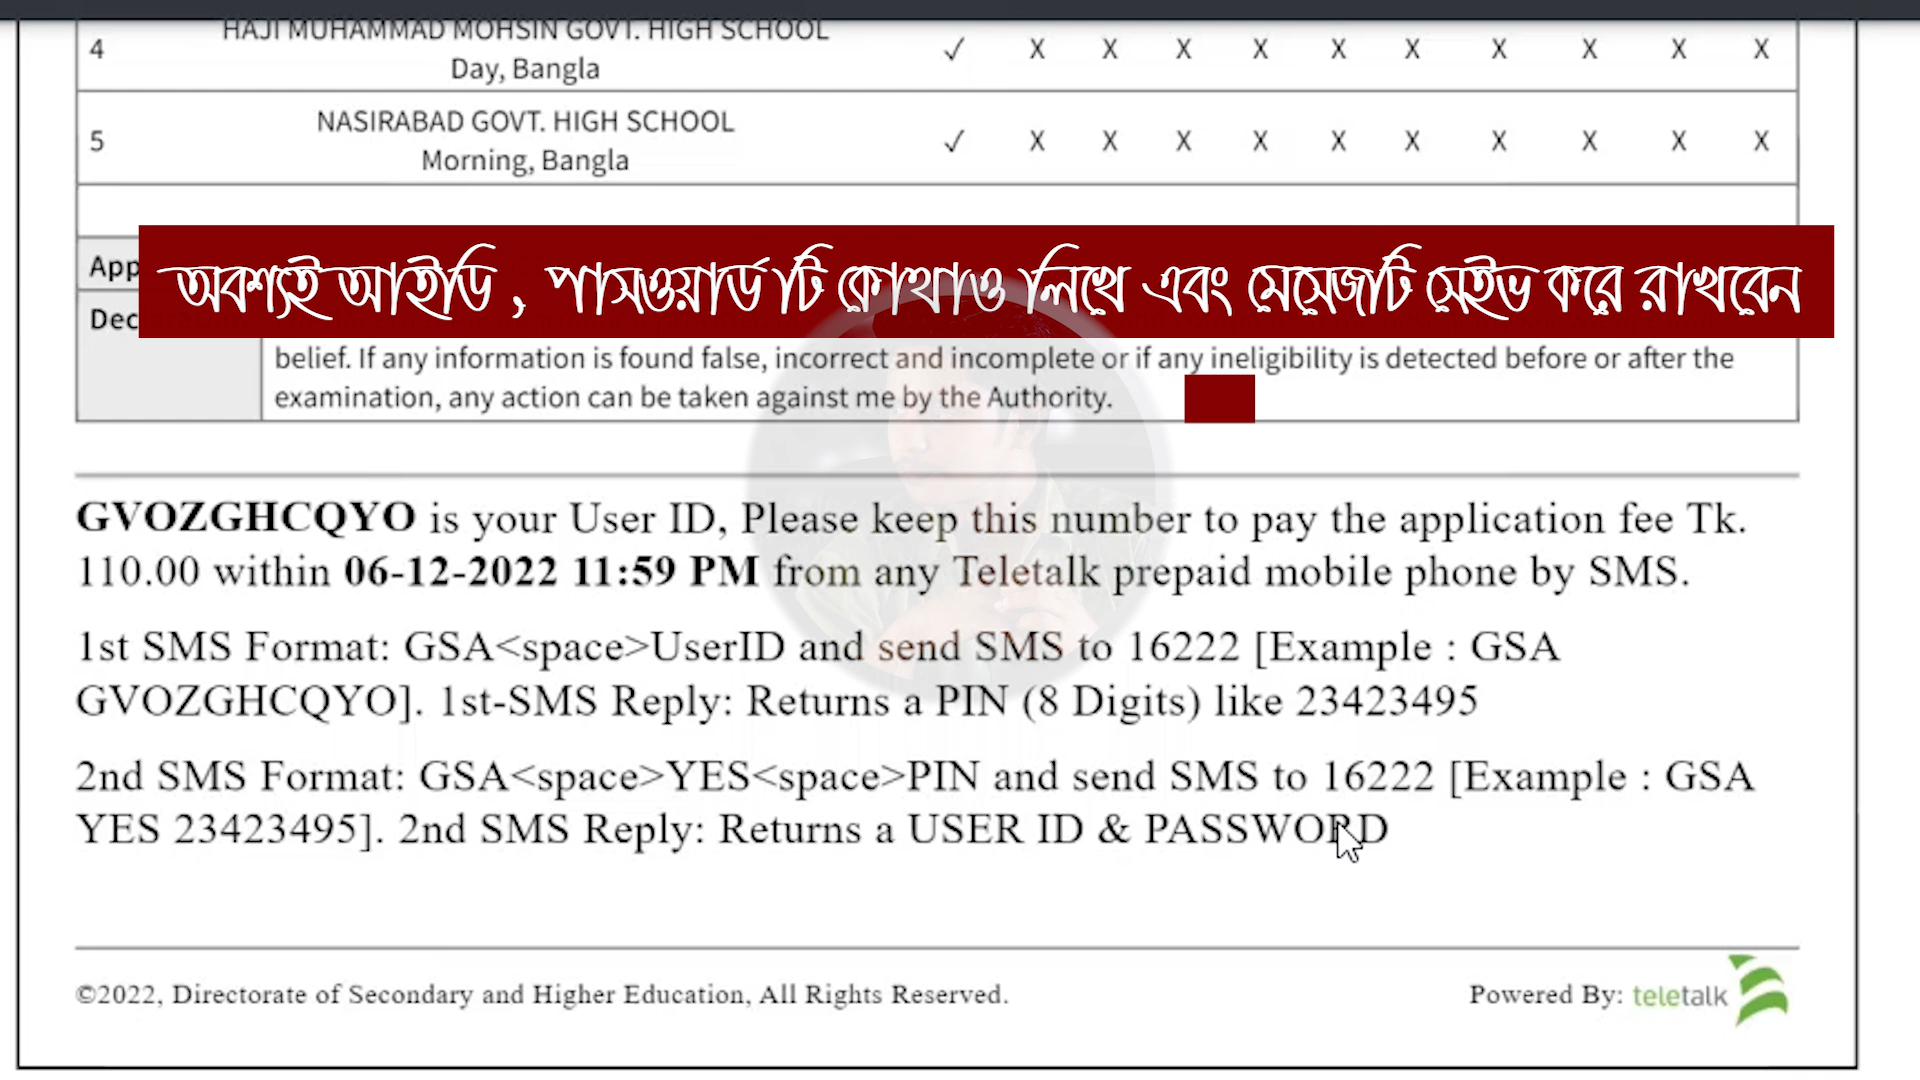 4 HAJI MUHAMMAD MOHSIN GOVT. HIGH SCHOOL ✓ X X X X X X X X X X
Day, Bangla
5 NASIRABAD GOVT. HIGH SCHOOL ✓ X X X X X X X X X X
Morning, Bangla
অবশ্যই আইডি , পাসওয়ার্ড টি কোথাও লিখে এবং মেসেজটি সেইভ করে রাখবেন
App
Dec
belief. If any information is found false, incorrect and incomplete or if any ineligibility is detected before or after the
examination, any action can be taken against me by the Authority.
GVOZGHCQYO is your User ID, Please keep this number to pay the application fee Tk.
110.00 within 06-12-2022 11:59 PM from any Teletalk prepaid mobile phone by SMS.
1st SMS Format: GSA<space>UserID and send SMS to 16222 [Example : GSA
GVOZGHCQYO]. 1st-SMS Reply: Returns a PIN (8 Digits) like 23423495
2nd SMS Format: GSA<space>YES<space>PIN and send SMS to 16222 [Example : GSA
YES 23423495]. 2nd SMS Reply: Returns a USER ID & PASSWORD
©2022, Directorate of Secondary and Higher Education, All Rights Reserved.
Powered By: teletalk